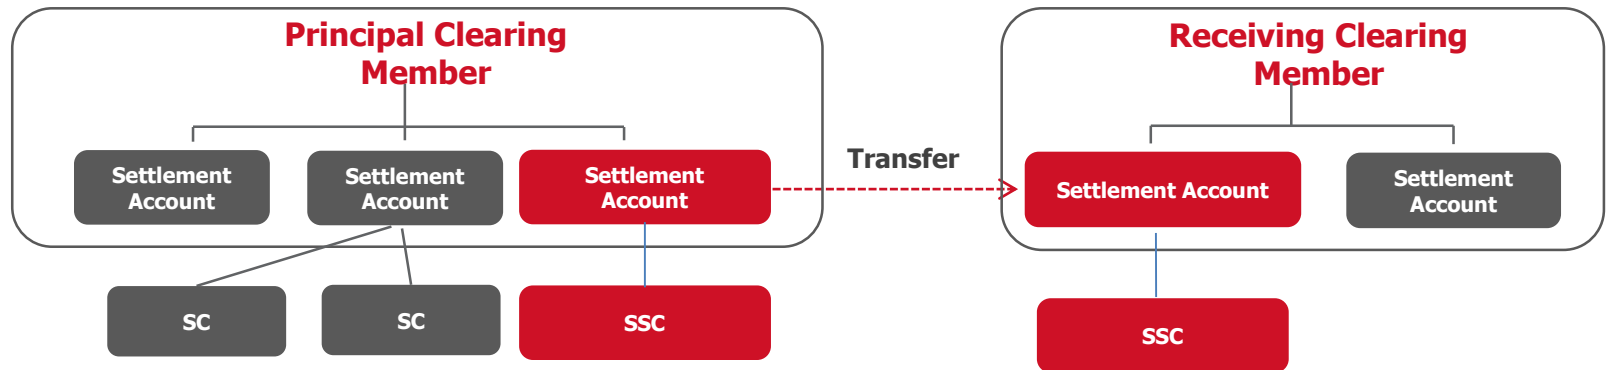 Principal Clearing
Member
Receiving Clearing
Member
Settlement
Account
Settlement
Account
Settlement
Account
Transfer
Settlement Account
Settlement
Account
SC
SC
SSC
SSC